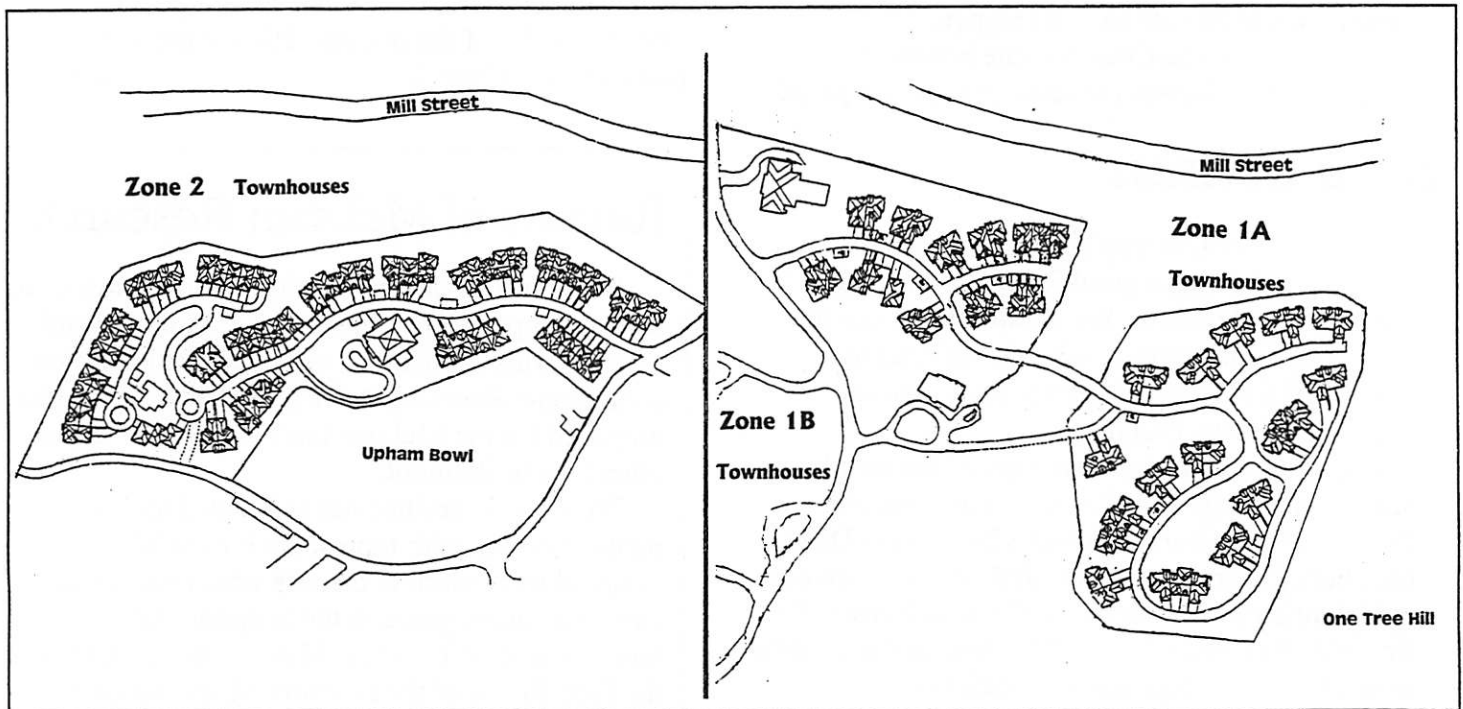 Mill Street
Zone 2 Townhouses
Upham Bowl
Mill Street
Zone 1A
Townhouses
Zone 1B
Townhouses
One Tree Hill